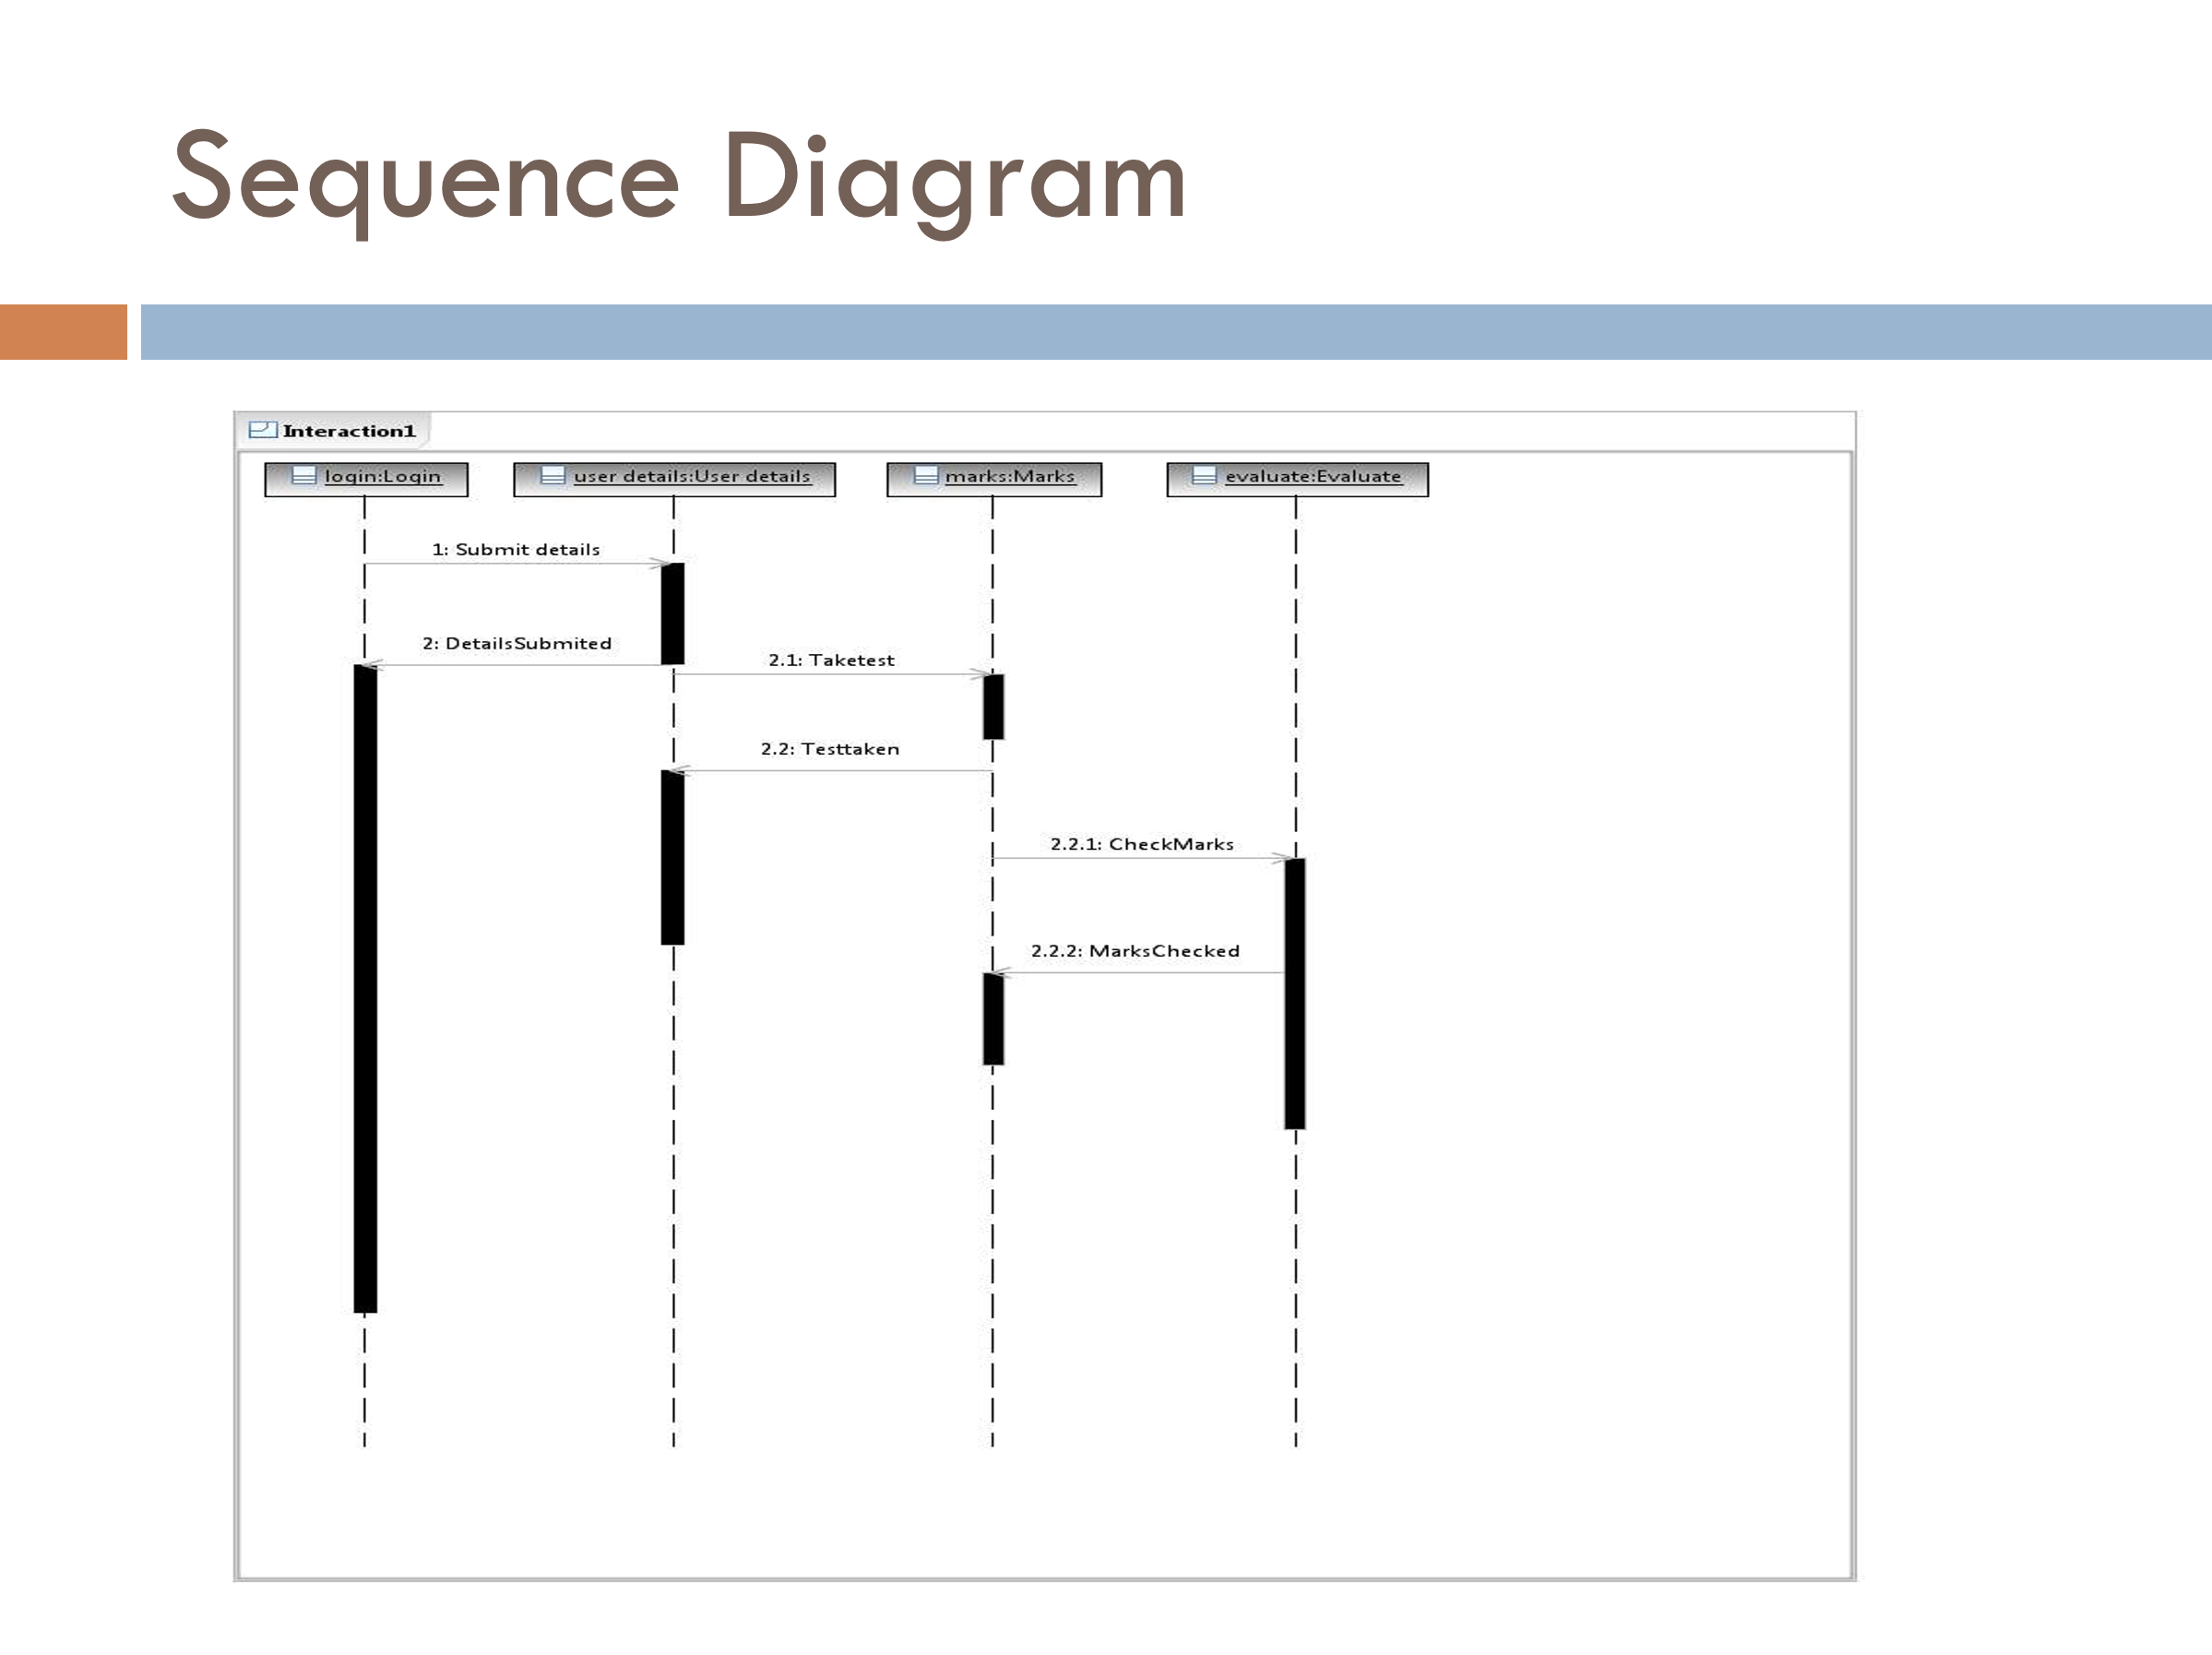 Sequence Diagram
Interaction1
login:Login
user details:User details
marks:Marks
evaluate:Evaluate
1: Submit details
2: DetailsSubmited
2.1: Taketest
2.2: Testtaken
2.2.1: CheckMarks
2.2.2: MarksChecked